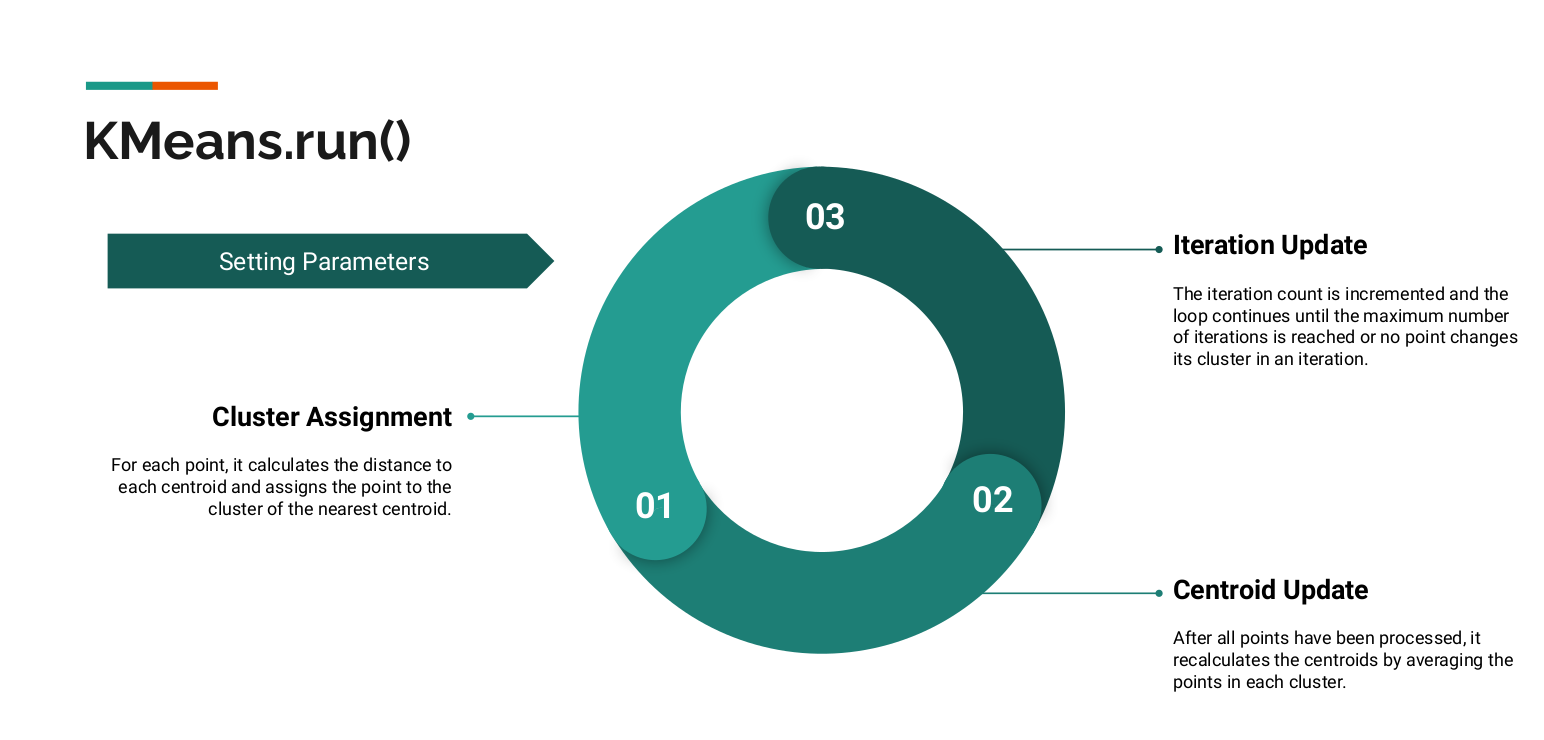 KMeans.run()
Setting Parameters
03
Iteration Update
The iteration count is incremented and the
loop continues until the maximum number
of iterations is reached or no point changes
its cluster in an iteration.
Cluster Assignment
For each point, it calculates the distance to
each centroid and assigns the point to the
cluster of the nearest centroid.
01
02
Centroid Update
After all points have been processed, it
recalculates the centroids by averaging the
points in each cluster.